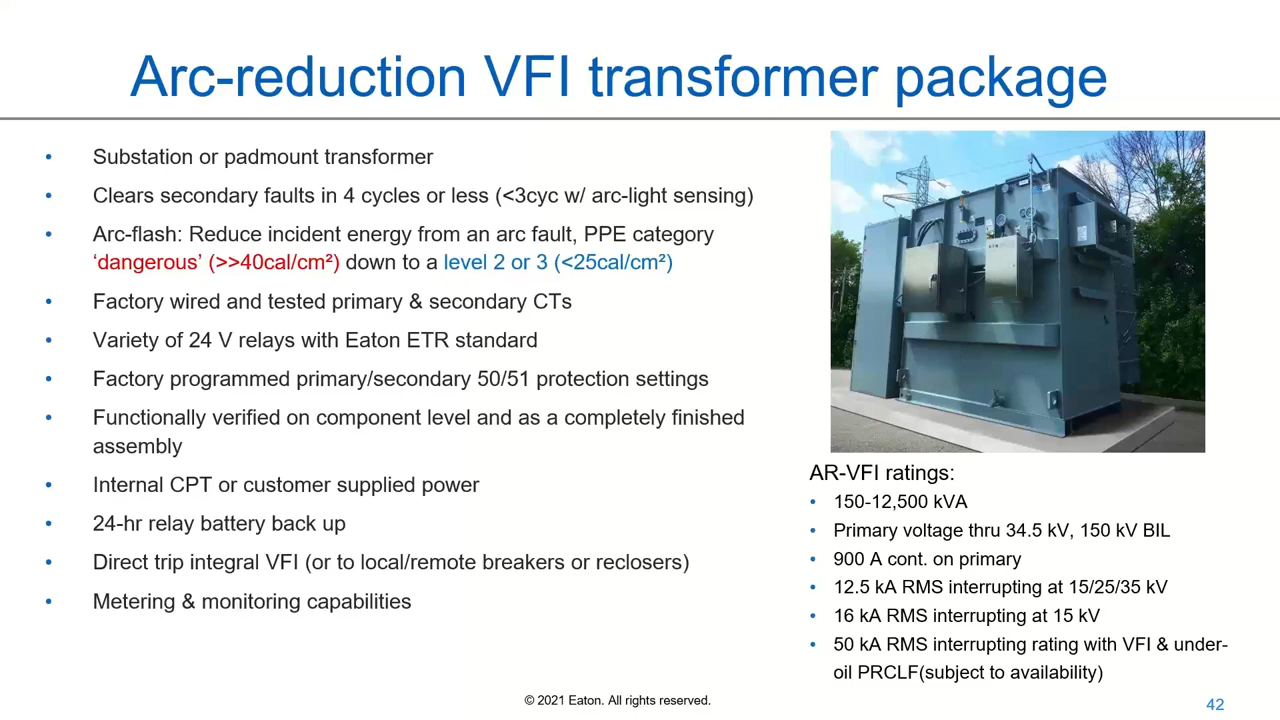 Arc-reduction VFI transformer package
• Substation or padmount transformer
• Clears secondary faults in 4 cycles or less (<3cyc w/ arc-light sensing)
• Arc-flash: Reduce incident energy from an arc fault, PPE category
‘dangerous’ (>>40cal/cm²) down to a level 2 or 3 (<25cal/cm²)
• Factory wired and tested primary & secondary CTs
• Variety of 24 V relays with Eaton ETR standard
• Factory programmed primary/secondary 50/51 protection settings
• Functionally verified on component level and as a completely finished
assembly
• Internal CPT or customer supplied power
• 24-hr relay battery back up
• Direct trip integral VFI (or to local/remote breakers or reclosers)
• Metering & monitoring capabilities
AR-VFI ratings:
• 150-12,500 kVA
• Primary voltage thru 34.5 kV, 150 kV BIL
• 900 A cont. on primary
• 12.5 kA RMS interrupting at 15/25/35 kV
• 16 kA RMS interrupting at 15 kV
• 50 kA RMS interrupting rating with VFI & under-
oil PRCLF(subject to availability)
© 2021 Eaton. All rights reserved.
42